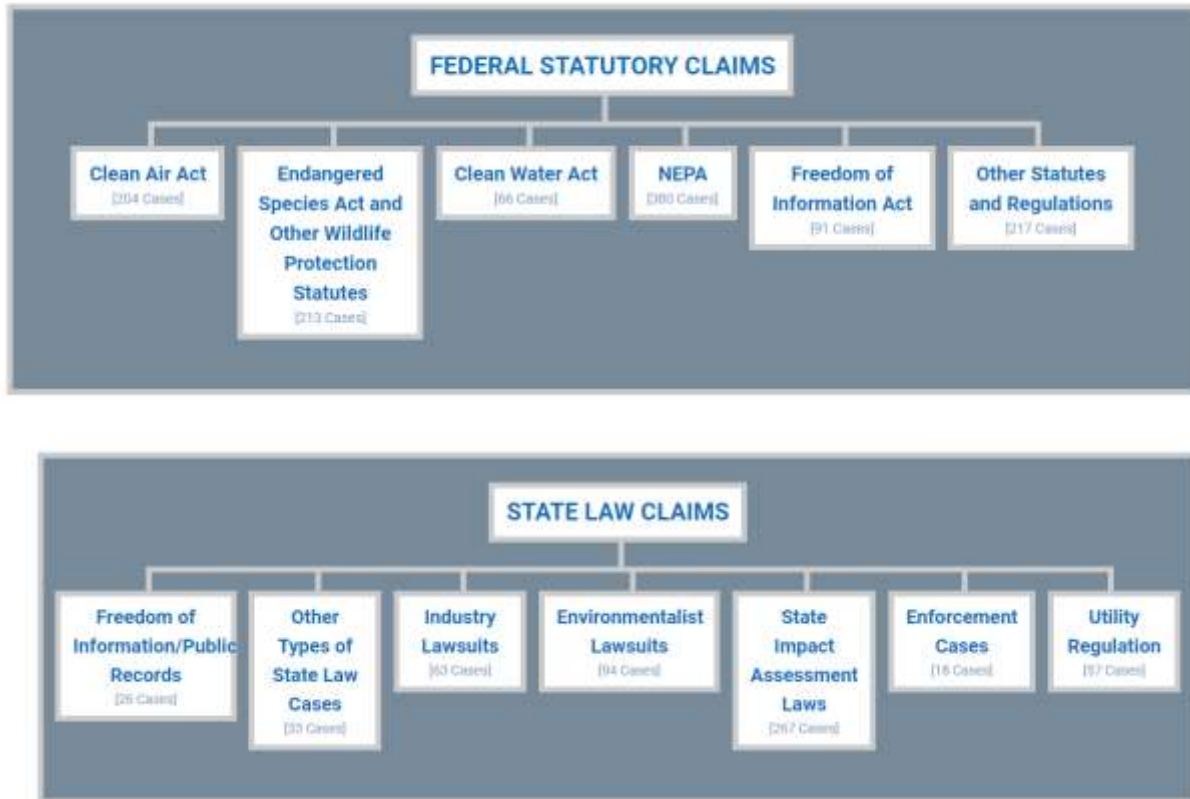 FEDERAL STATUTORY CLAIMS
Clean Air Act
[204 Cases]
Endangered
Species Act and
Other Wildlife
Protection
Statutes
[213 Cases]
Clean Water Act
[66 Cases]
NEPA
Cases]
Freedom of
Information Act
[91 Cases]
Other Statutes
and Regulations
[217 Cases]
STATE LAW CLAIMS
Freedom of
Information/Public
Records
Cases]
Other
Types of
State Law
Cases
[33 Cases]
Industry
Lawsuits
[63 Cases]
Environmentalist
Lawsuits
[94 Cases]
State
Impact
Assessment
Laws
[267 Cases]
Enforcement
Cases
Cases]
Utility
Regulation
[57 Cases]